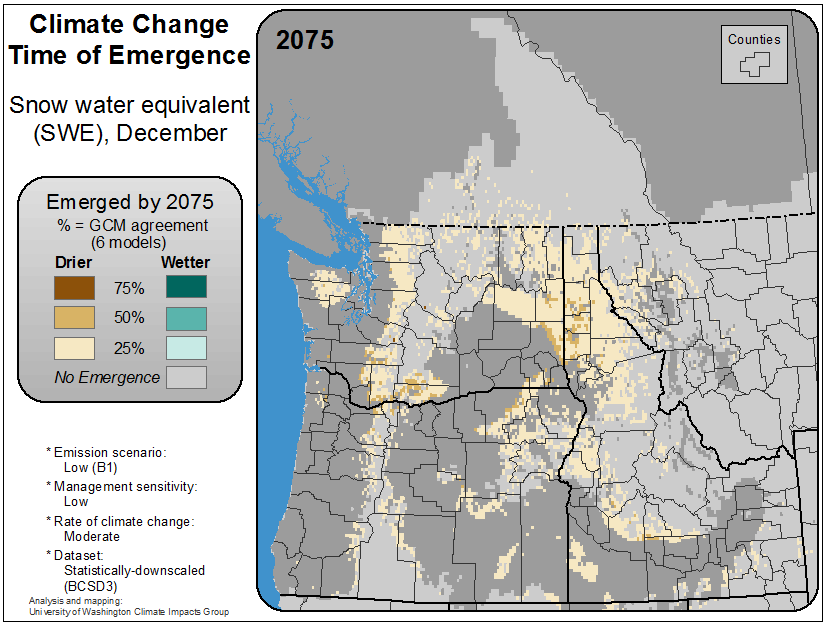 Climate Change
Time of Emergence
Snow water equivalent
(SWE), December
Emerged by 2075
% = GCM agreement
(6 models)
Drier Wetter
75%
50%
25%
No Emergence
* Emission scenario:
Low (B1)
* Management sensitivity:
Low
* Rate of climate change:
Moderate
* Dataset:
Statistically-downscaled
(BCSD3)
Analysis and mapping:
University of Washington Climate Impacts Group
2075
Counties